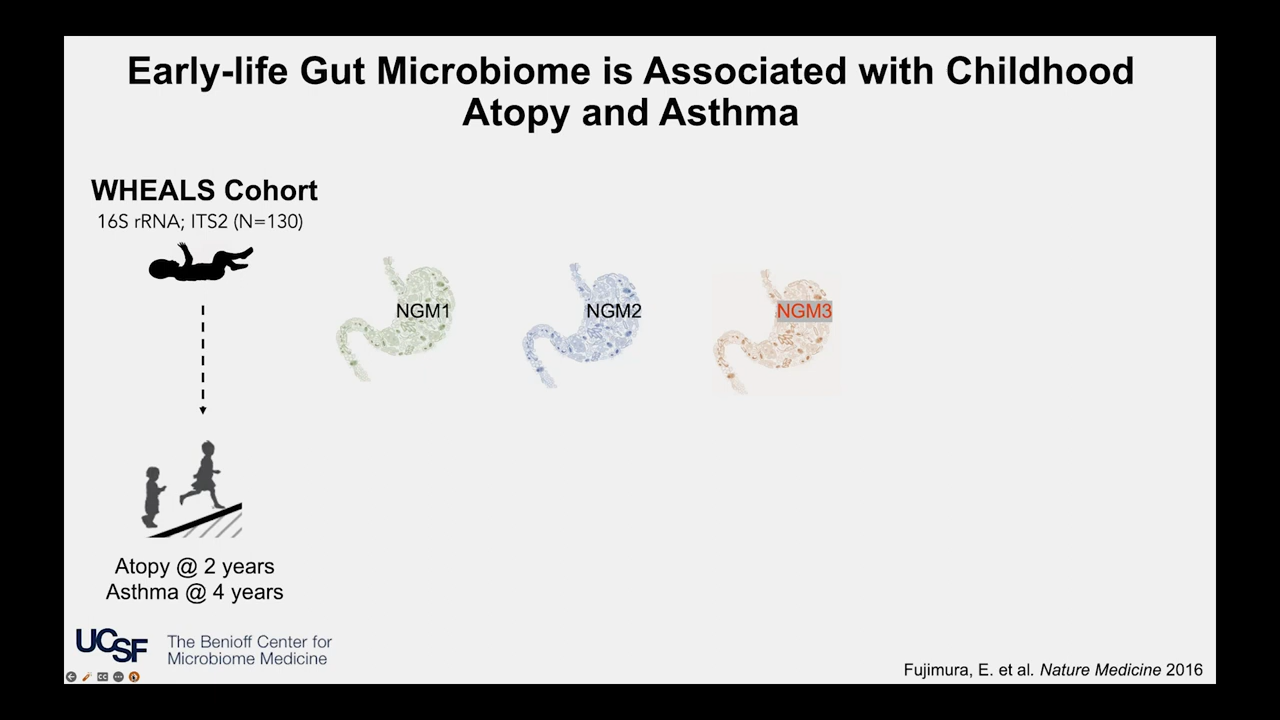 Early-life Gut Microbiome is Associated with Childhood
Atopy and Asthma
WHEALS Cohort
16S rRNA; ITS2 (N=130)
NGM1
NGM2
NGM3
Atopy @ 2 years
Asthma @ 4 years
UCSF
The Benioff Center for
Microbiome Medicine
Fujimura, E. et al. Nature Medicine 2016